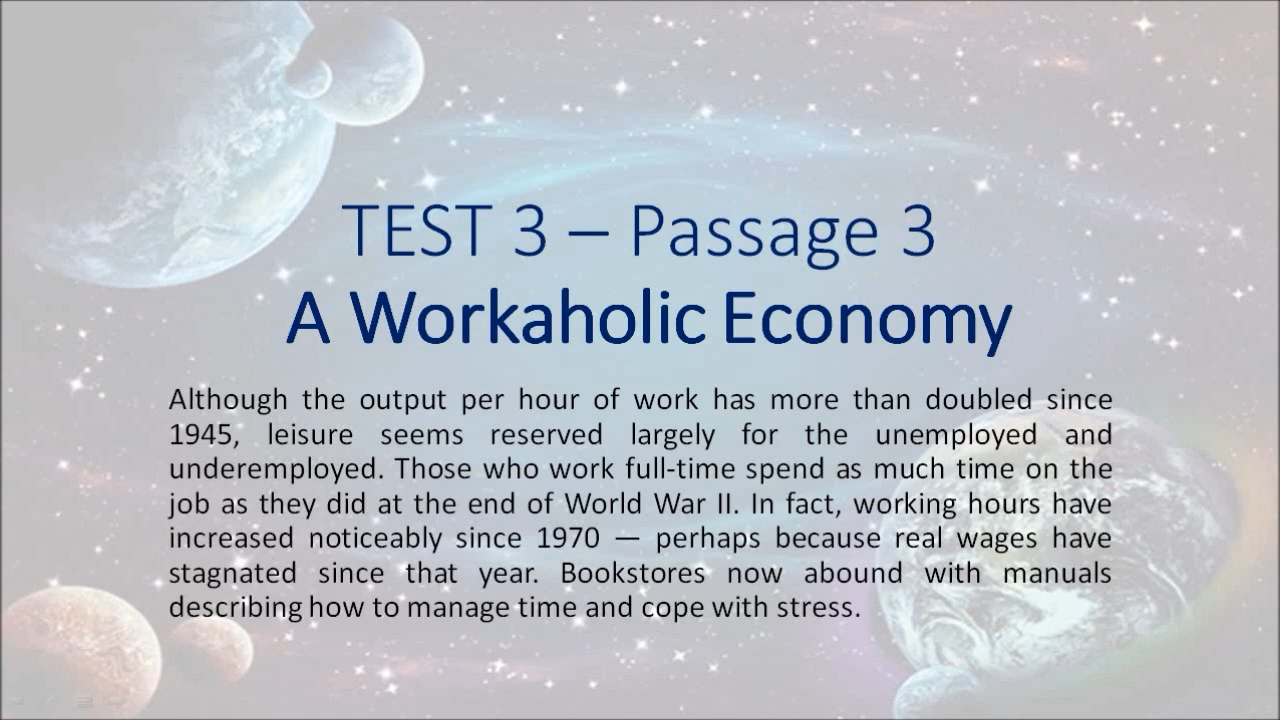 TEST 3 – Passage 3
A Workaholic Economy
Although the output per hour of work has more than doubled since
1945, leisure seems reserved largely for the unemployed and
underemployed. Those who work full-time spend as much time on the
job as they did at the end of World War II. In fact, working hours have
increased noticeably since 1970 — perhaps because real wages have
stagnated since that year. Bookstores now abound with manuals
describing how to manage time and cope with stress.